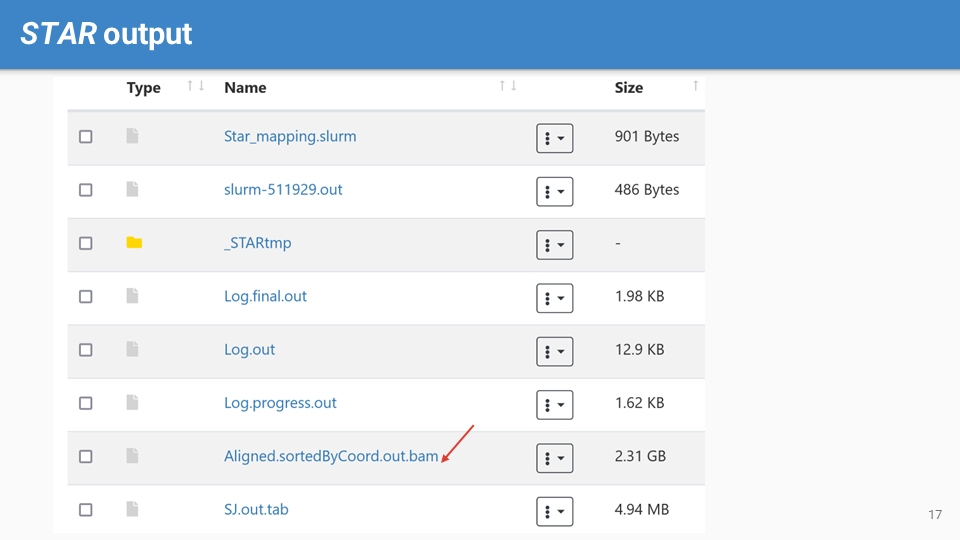 STAR output
Type Name Size
Star_mapping.slurm 901 Bytes
slurm-511929.out 486 Bytes
_STARtmp -
Log.final.out 1.98 KB
Log.out 12.9 KB
Log.progress.out 1.62 KB
Aligned.sortedByCoord.out.bam 2.31 GB
SJ.out.tab 4.94 MB
17